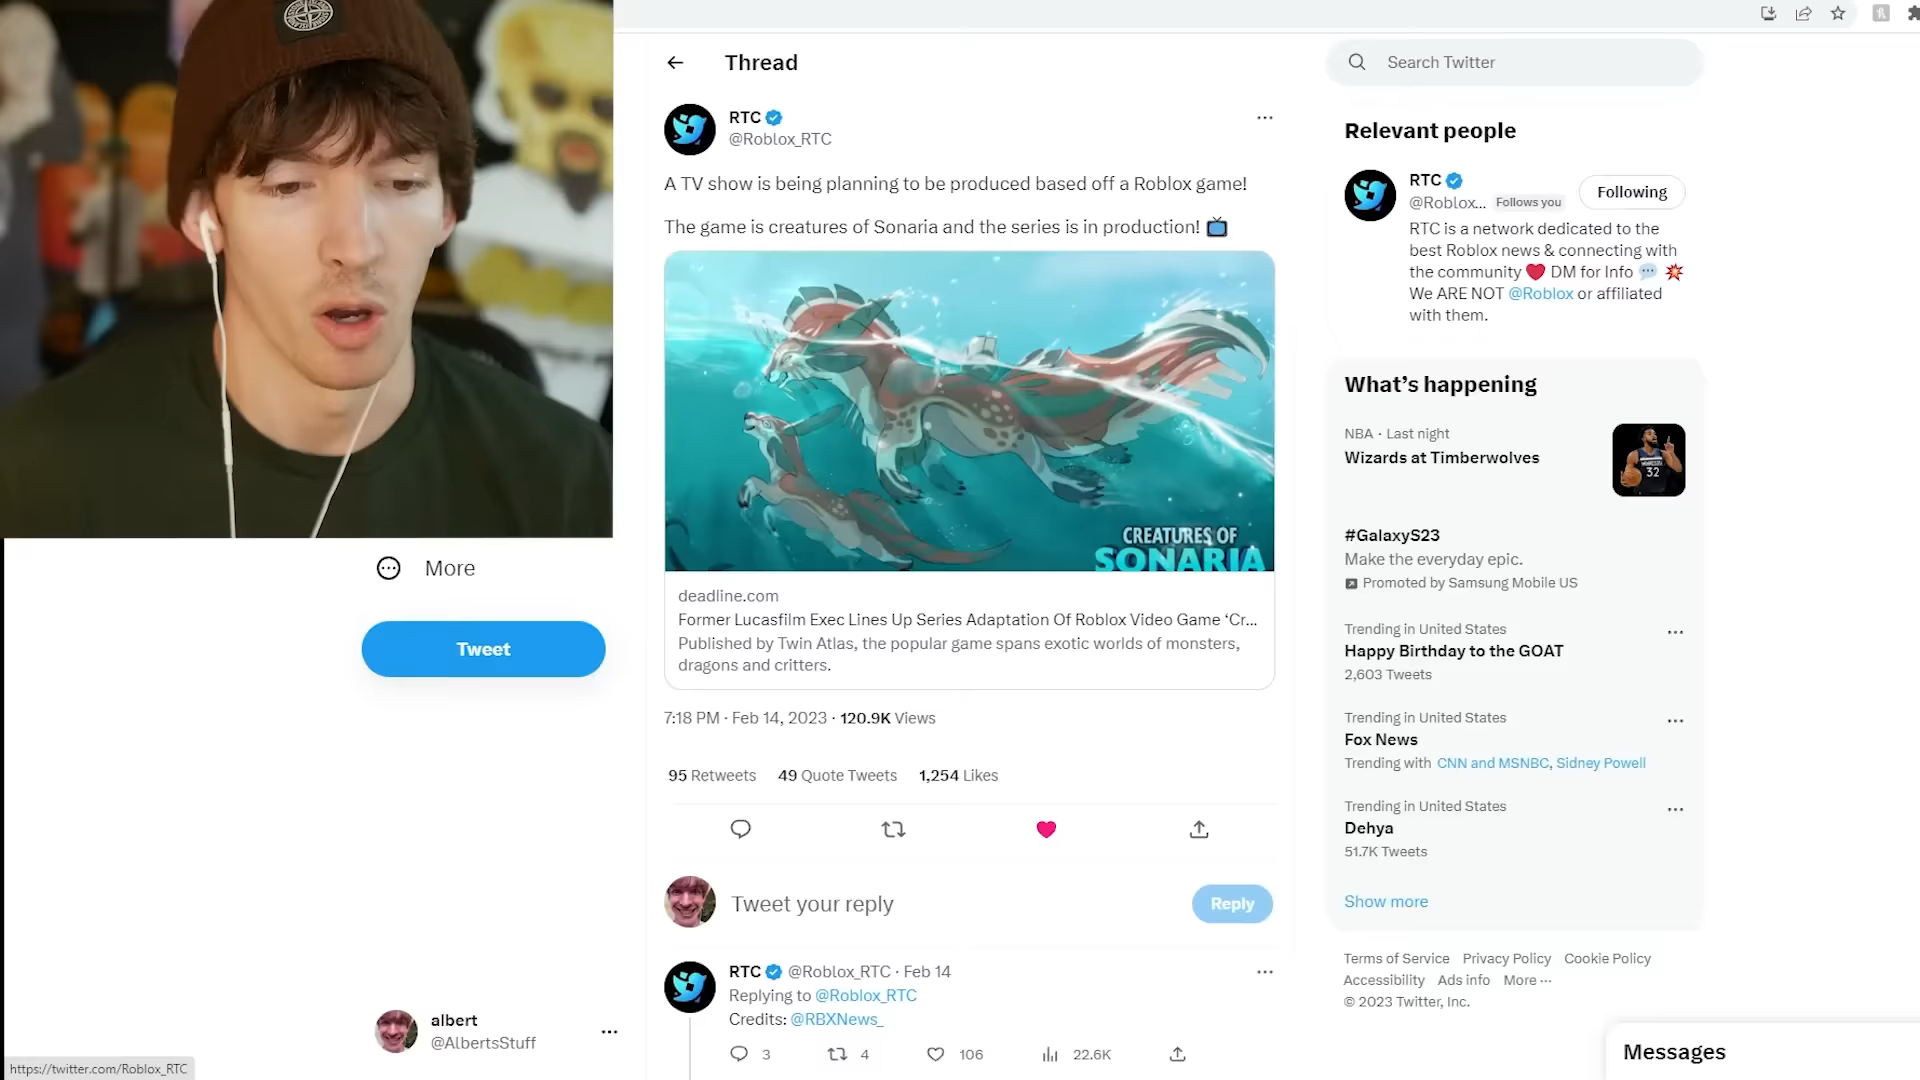 Thread
RTC
@Roblox_RTC
A TV show is being planning to be produced based off a Roblox game!
The game is creatures of Sonaria and the series is in production!
CREATURES OF
SONARIA
deadline.com
Former Lucasfilm Exec Lines Up Series Adaptation Of Roblox Video Game ‘Cr...
Published by Twin Atlas, the popular game spans exotic worlds of monsters,
dragons and critters.
7:18 PM · Feb 14, 2023 · 120.9K Views
95 Retweets 49 Quote Tweets 1,254 Likes
Tweet your reply
Reply
RTC @Roblox_RTC · Feb 14
Replying to @Roblox_RTC
Credits: @RBXNews_
3 4 106 22.6K
More
Tweet
albert
@AlbertsStuff
https://twitter.com/Roblox_RTC
Search Twitter
Relevant people
RTC
@Roblox... Follows you
Following
RTC is a network dedicated to the
best Roblox news & connecting with
the community DM for Info
We ARE NOT @Roblox or affiliated
with them.
What’s happening
NBA · Last night
Wizards at Timberwolves
32
#GalaxyS23
Make the everyday epic.
Promoted by Samsung Mobile US
Trending in United States
Happy Birthday to the GOAT
2,603 Tweets
Trending in United States
Fox News
Trending with CNN and MSNBC, Sidney Powell
Trending in United States
Dehya
51.7K Tweets
Show more
Terms of Service Privacy Policy Cookie Policy
Accessibility Ads info More ...
© 2023 Twitter, Inc.
Messages